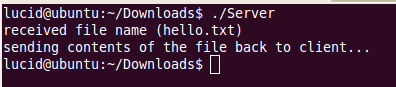 lucid@ubuntu:~/Downloads$ ./Server
received file name (hello.txt)
sending contents of the file back to client...
lucid@ubuntu:~/Downloads$